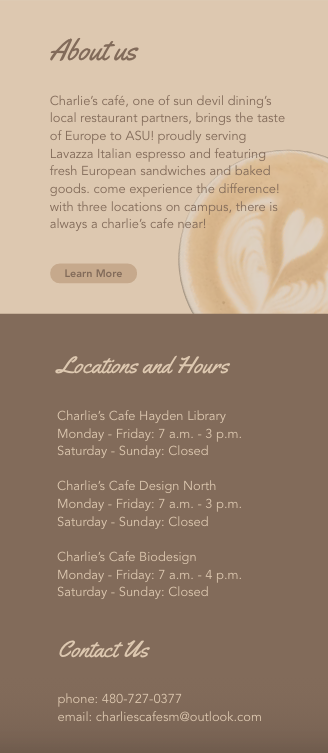 About us
Charlie's café, one of sun devil dining's
local restaurant partners, brings the taste
of Europe to ASU! proudly serving
Lavazza Italian espresso and featuring
fresh European sandwiches and baked
goods. come experience the difference!
with three locations on campus, there is
always a charlie's cafe near!
Learn More
Locations and Hours
Charlie's Cafe Hayden Library
Monday - Friday: 7 a.m. - 3 p.m.
Saturday - Sunday: Closed
Charlie's Cafe Design North
Monday - Friday: 7 a.m. - 3 p.m.
Saturday - Sunday: Closed
Charlie's Cafe Biodesign
Monday - Friday: 7 a.m. - 4 p.m.
Saturday - Sunday: Closed
Contact Us
phone: 480-727-0377
email: charliescafesm@outlook.com